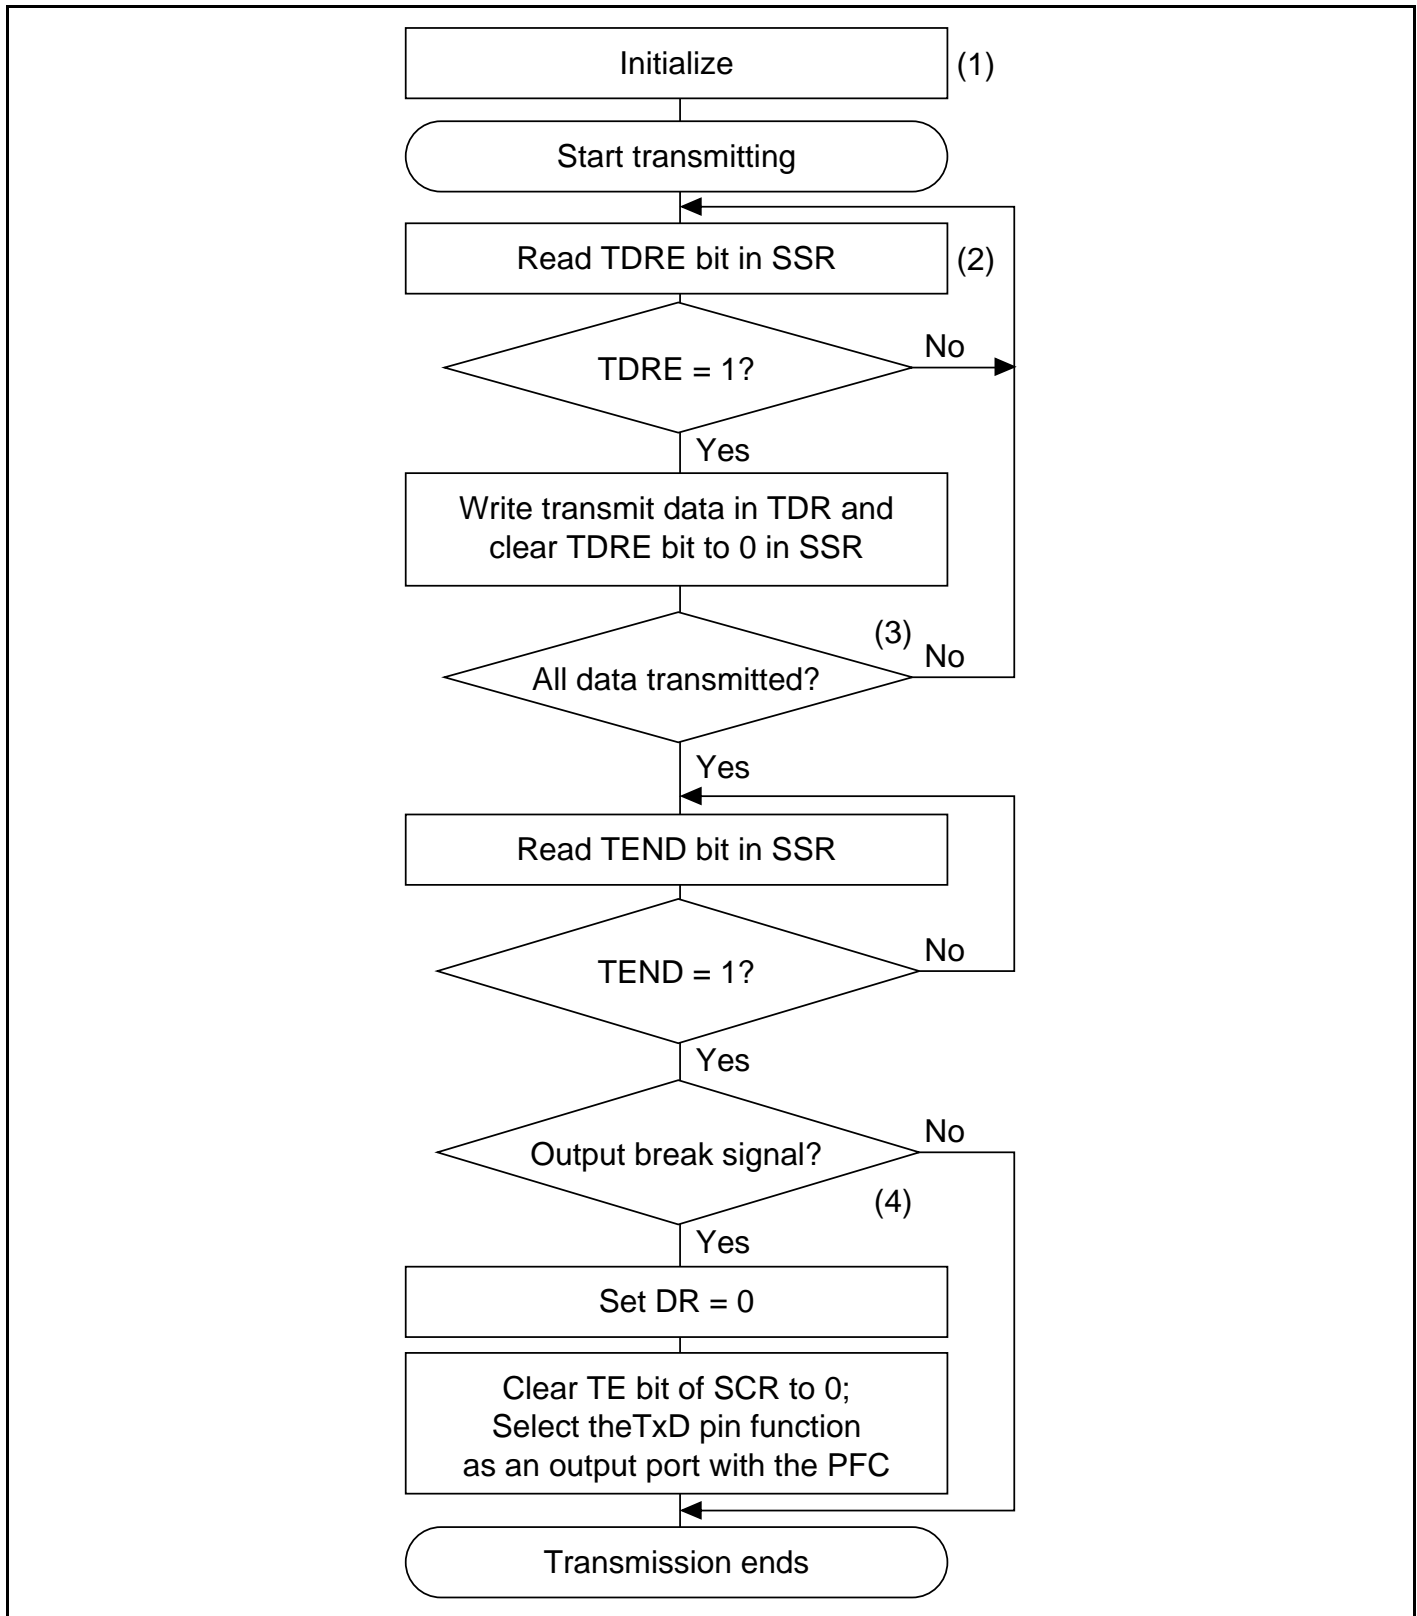 Initialize (1)
Start transmitting
Read TDRE bit in SSR (2)
TDRE = 1?
No
Yes
Write transmit data in TDR and
clear TDRE bit to 0 in SSR
(3)
All data transmitted?
No
Yes
Read TEND bit in SSR
TEND = 1?
No
Yes
Output break signal?
No
(4)
Yes
Set DR = 0
Clear TE bit of SCR to 0;
Select theTxD pin function
as an output port with the PFC
Transmission ends